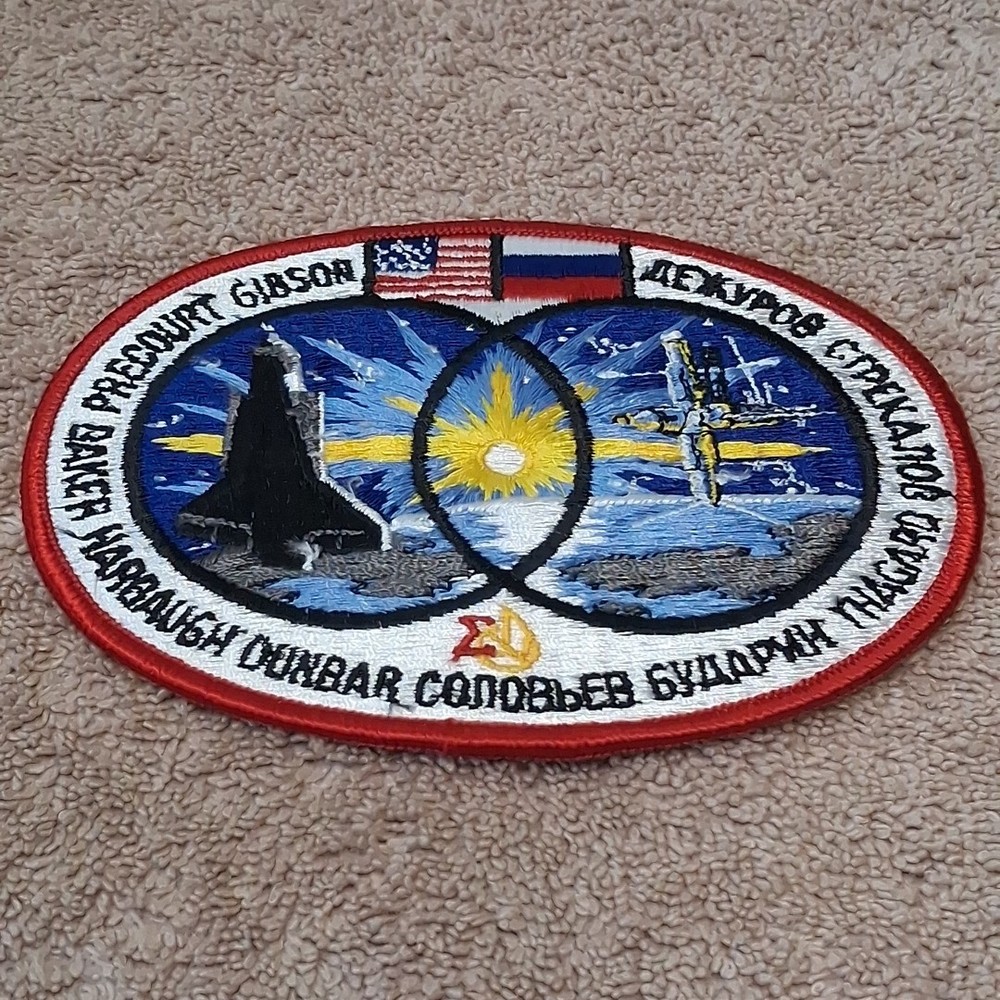 GIBSON
PRECOURT
BAKER
HARBAUGH
DUNBAR
СОЛОВЬЕВ
БУДАРИН
THAGARD
СТРЕКАЛОВ
ДЕЖУРОВ